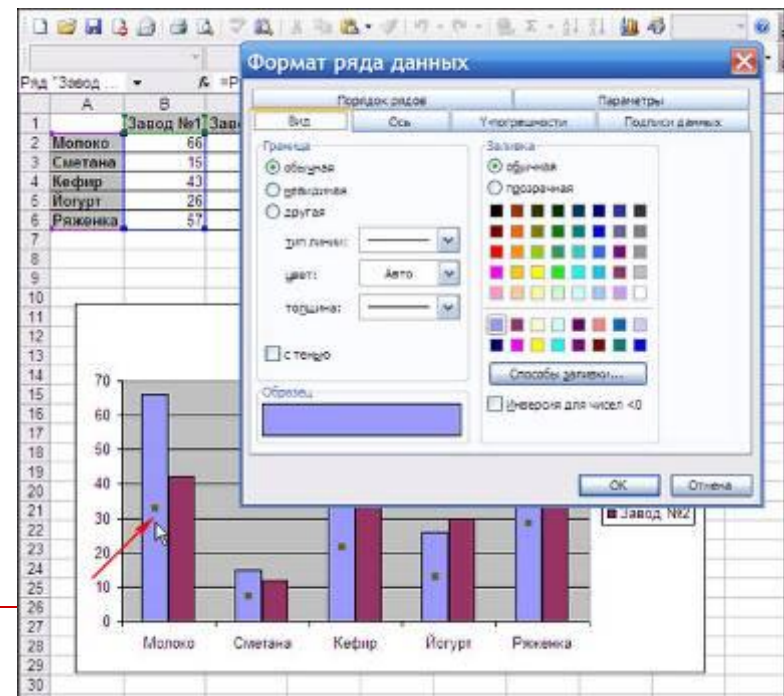 Формат ряда данных
Ряд "Завод ...
A B
1 Завод №1 Заво
2 Молоко 66
3 Сметана 15
4 Кефир 43
5 Йогурт 26
6 Ряженка 57
7
8
9
10
11
12
13
14
15
16
17
18
19
20
21
22
23
24
25
26
27
28
29
30
Порядок рядов Параметры
Вид Ось Y-погрешности Подписи данных
Граница
обычная
невидимая
другая
тип линии:
цвет: Авто
толщина:
с тенью
Образец
Заливка
обычная
прозрачная
Способы заливки...
Инверсия для чисел <0
OK Отмена
70
60
50
40
30
20
10
0
Завод №2
Молоко Сметана Кефир Йогурт Ряженка